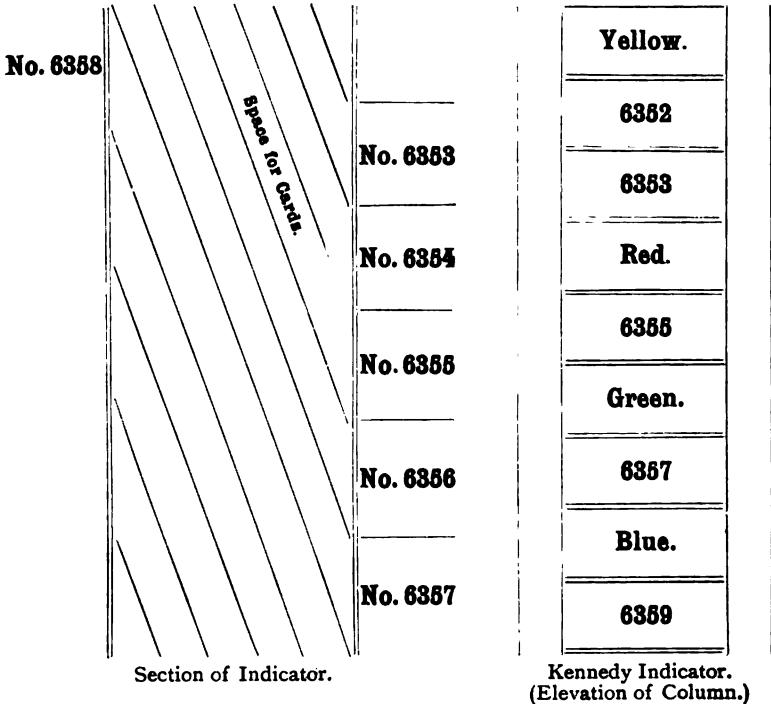 No. 6358
Space for Cards.
No. 6353
No. 6354
No. 6355
No. 6356
No. 6357
Section of Indicator.
Yellow.
6352
6353
Red.
6355
Green.
6357
Blue.
6359
Kennedy Indicator.
(Elevation of Column.)